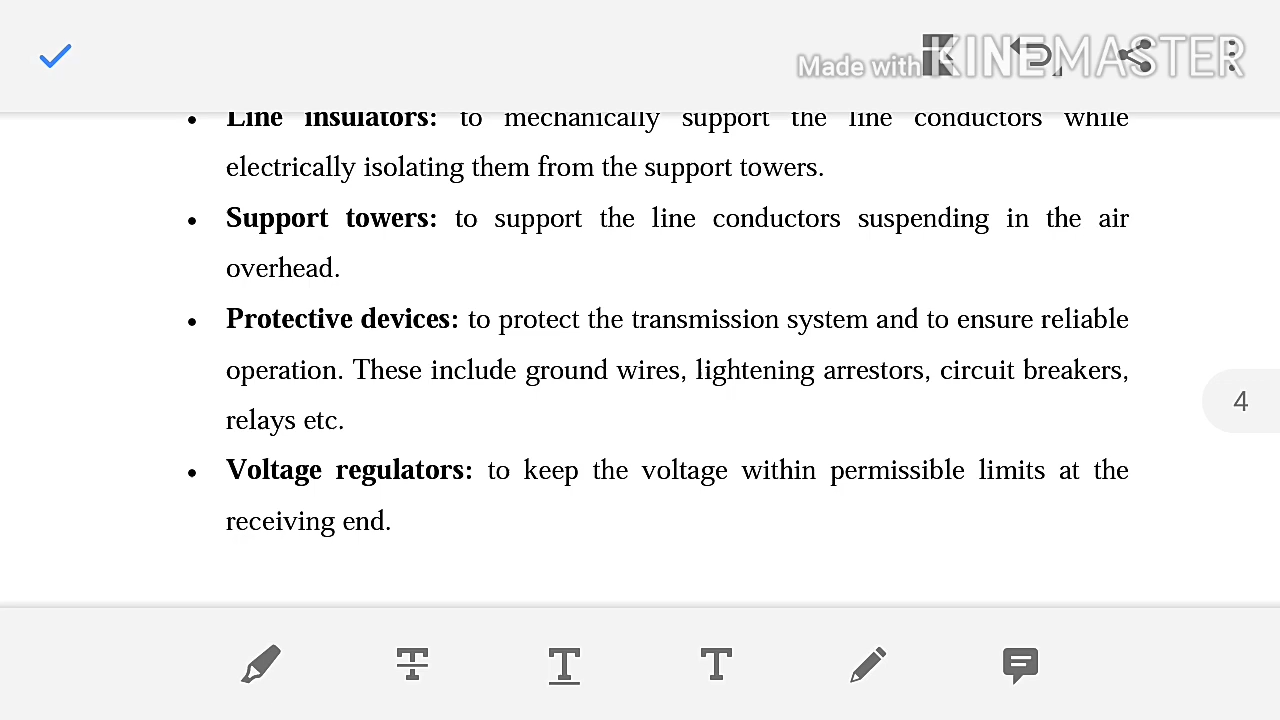 Made with KINEMASTER
• Line insulators: to mechanically support the line conductors while
electrically isolating them from the support towers.
• Support towers: to support the line conductors suspending in the air
overhead.
• Protective devices: to protect the transmission system and to ensure reliable
operation. These include ground wires, lightening arrestors, circuit breakers,
relays etc.
4
• Voltage regulators: to keep the voltage within permissible limits at the
receiving end.